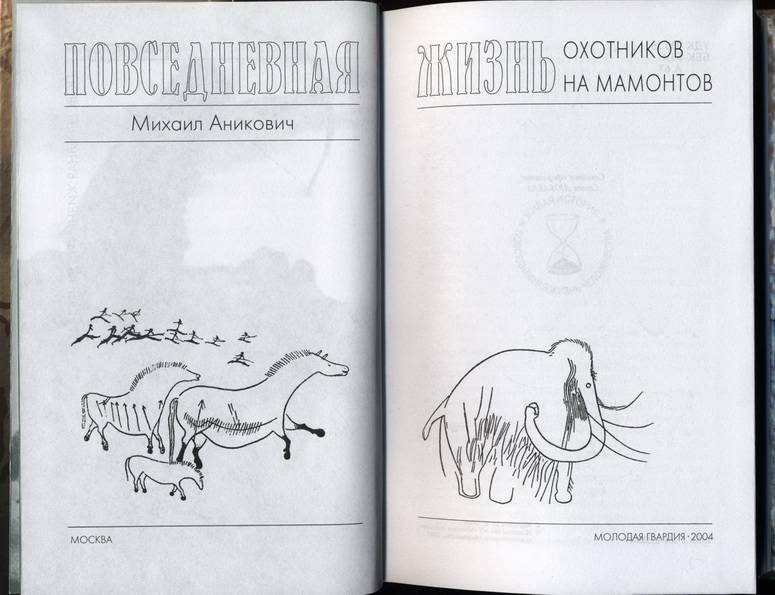 ПОВСЕДНЕВНАЯ
Михаил Аникович
МОСКВА
ЖИЗНЬ
ОХОТНИКОВ
НА МАМОНТОВ
МОЛОДАЯ ГВАРДИЯ · 2004